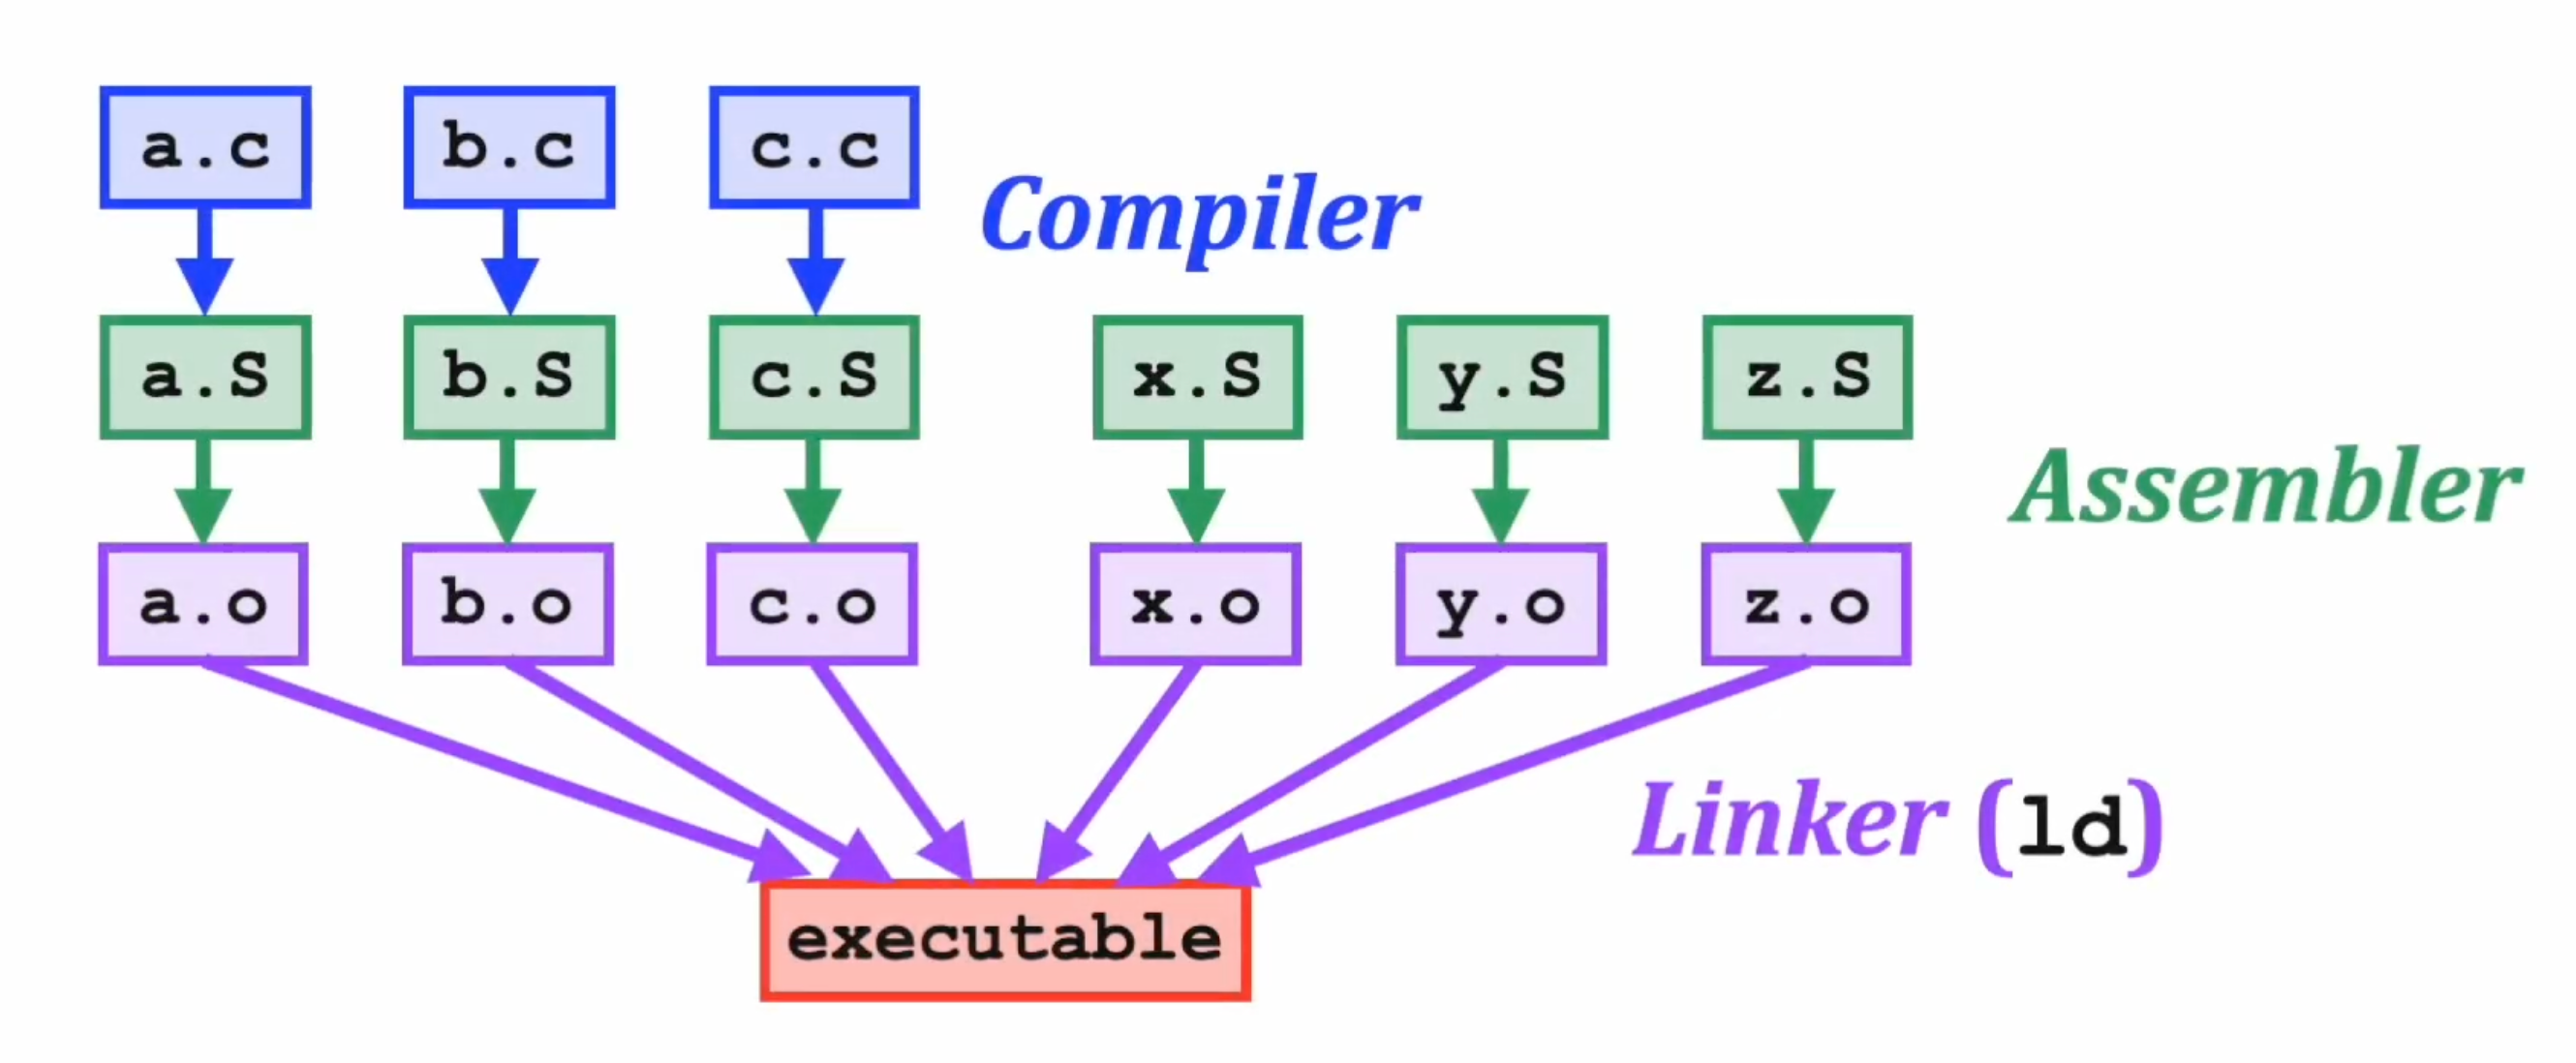 a.c b.c c.c
Compiler
a.S b.S c.S x.S y.S z.S
Assembler
a.o b.o c.o x.o y.o z.o
Linker (ld)
executable